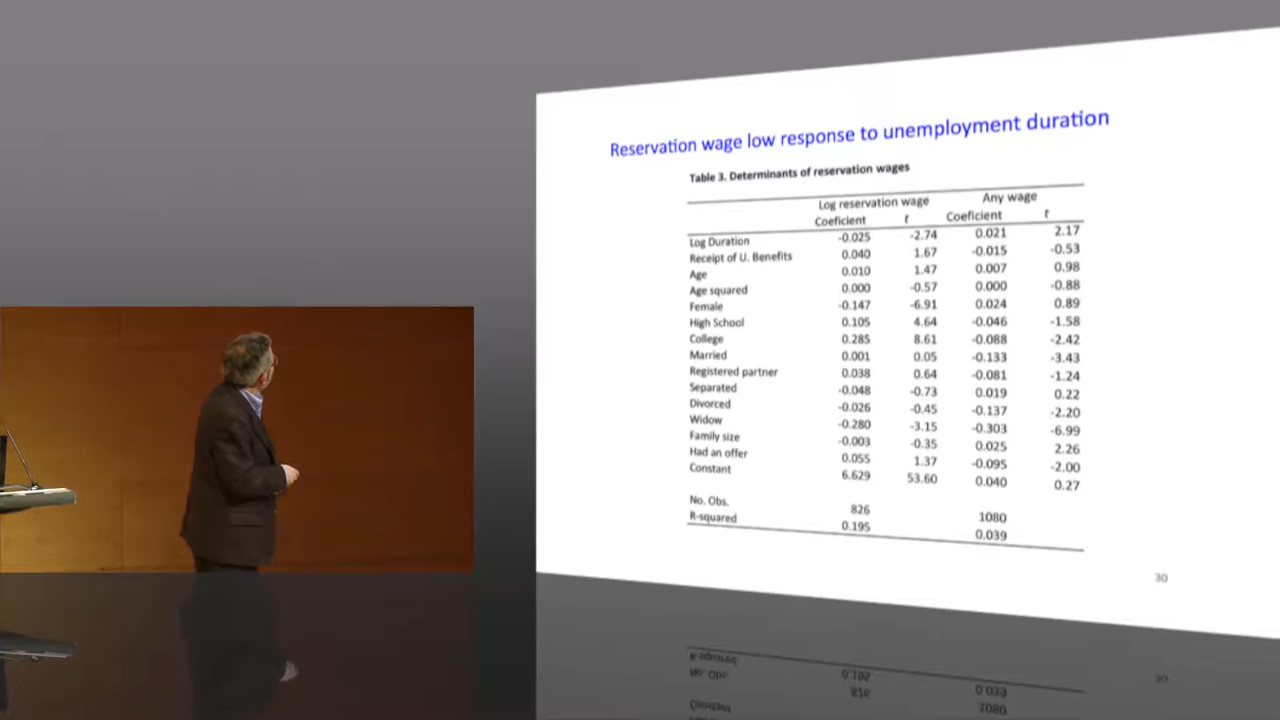 Reservation wage low response to unemployment duration
Table 3. Determinants of reservation wages
Log reservation wage Any wage
Coeficient t Coeficient t
Log Duration -0.025 -2.74 0.021 2.17
Receipt of U. Benefits 0.040 1.67 -0.015 -0.53
Age 0.010 1.47 0.007 0.98
Age squared 0.000 -0.57 0.000 -0.88
Female -0.147 -6.91 0.024 0.89
High School 0.105 4.64 -0.046 -1.58
College 0.285 8.61 -0.088 -2.42
Married 0.001 0.05 -0.133 -3.43
Registered partner 0.038 0.64 -0.081 -1.24
Separated -0.048 -0.73 0.019 0.22
Divorced -0.026 -0.45 -0.137 -2.20
Widow -0.280 -3.15 -0.303 -6.99
Family size -0.003 -0.35 0.025 2.26
Had an offer 0.055 1.37 -0.095 -2.00
Constant 6.629 53.60 0.040 0.27
No. Obs. 826 1080
R-squared 0.195 0.039
30